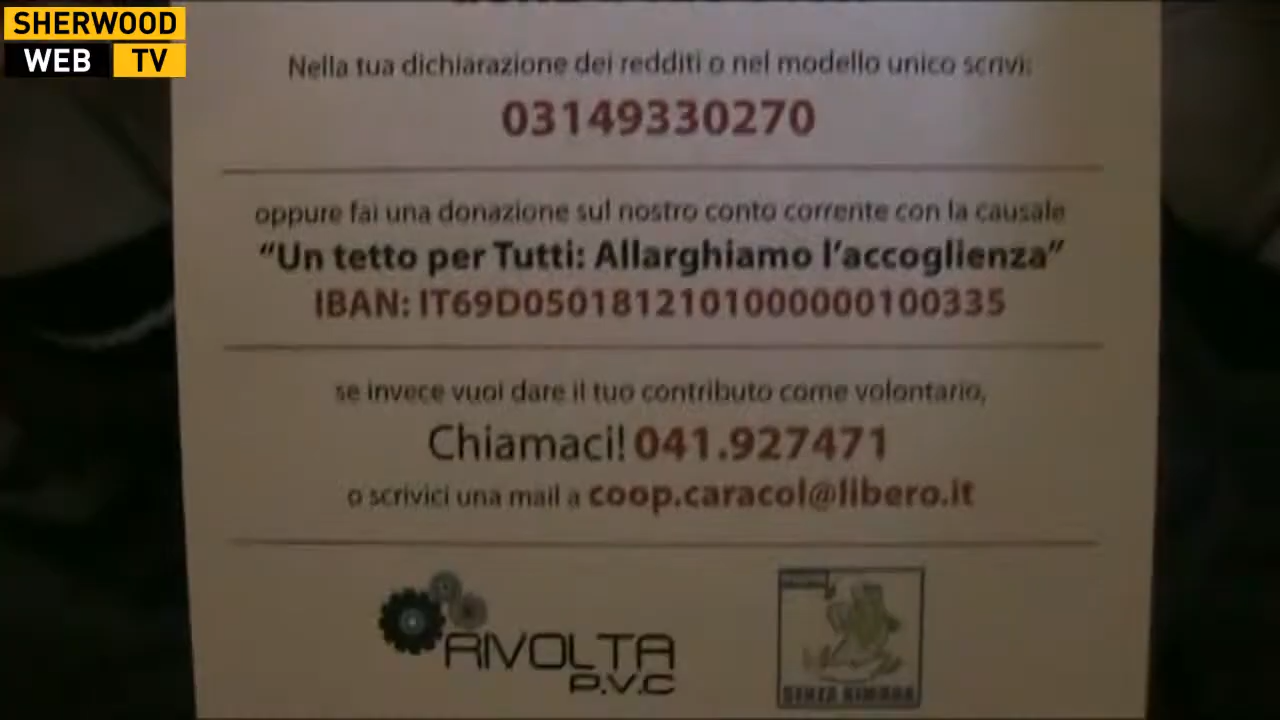 SHERWOOD
WEB TV
Nella tua dichiarazione dei redditi o nel modello unico scrivi:
03149330270
oppure fai una donazione sul nostro conto corrente con la causale
“Un tetto per Tutti: Allarghiamo l’accoglienza”
IBAN: IT69D0501812101000000100335
se invece vuoi dare il tuo contributo come volontario,
Chiamaci! 041.927471
o scrivici una mail a coop.caracol@libero.it
RIVOLTA
P.V.C